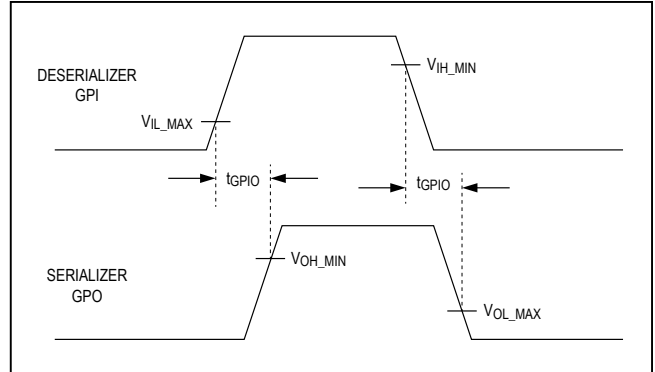 DESERIALIZER
GPI
VIH_MIN
VIL_MAX
tGPIO
tGPIO
SERIALIZER
GPO
VOH_MIN
VOL_MAX